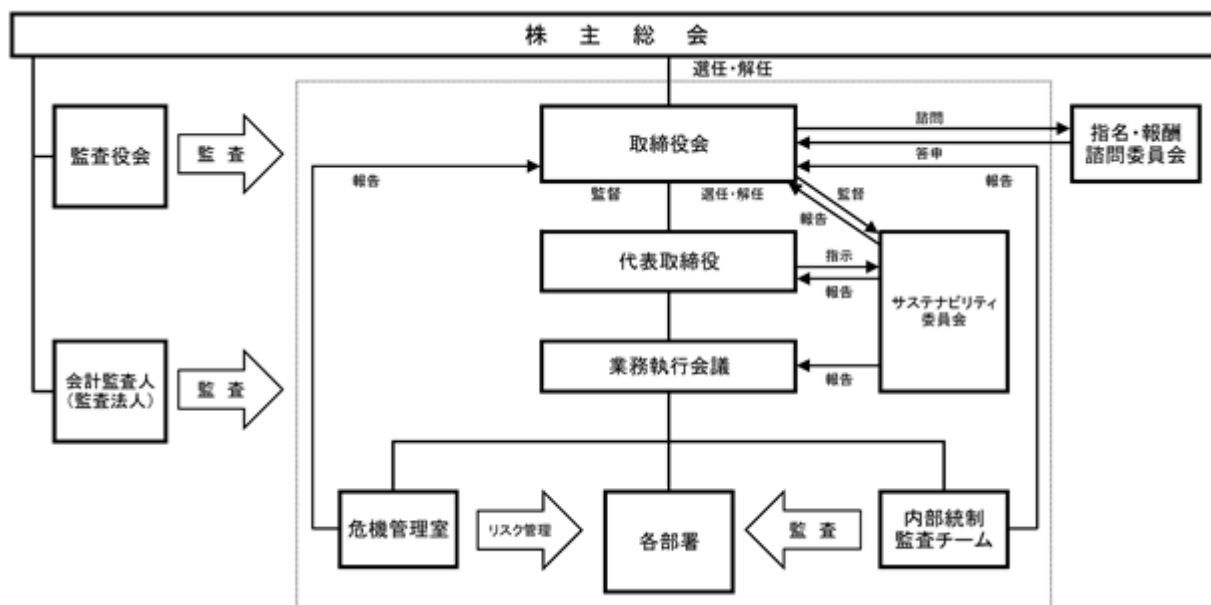 株主総会
選任・解任
監査役会
監査
取締役会
諮問
答申
指名・報酬
諮問委員会
報告
監督
選任・解任
監督
報告
報告
代表取締役
指示
報告
サステナビリティ
委員会
業務執行会議
報告
会計監査人
(監査法人)
監査
危機管理室
リスク管理
各部署
監査
内部統制
監査チーム